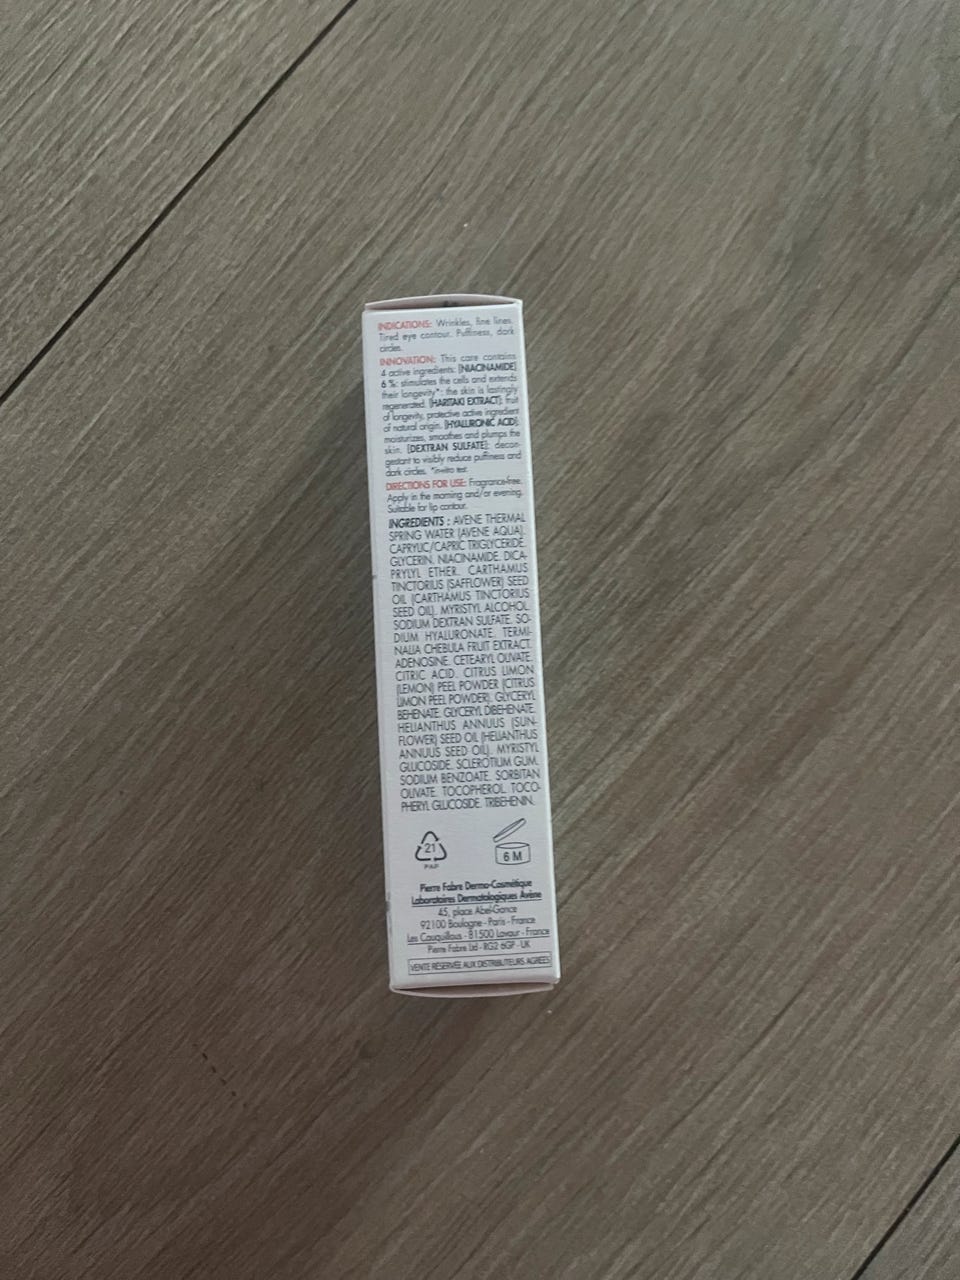 INDICATIONS: Wrinkles, fine lines.
Tired eye contour. Puffiness, dark
circles.
INNOVATION: This care contains
4 active ingredients: [NIACINAMIDE]
6 %: stimulates the cells and extends
their longevity*: the skin is lastingly
regenerated. [HARITAKI EXTRACT]: fruit
of longevity, protective active ingredient
of natural origin. [HYALURONIC ACID]:
moisturizes, smoothes and plumps the
skin. [DEXTRAN SULFATE]: decon-
gestant to visibly reduce puffiness and
dark circles. *in-vitro test.
DIRECTIONS FOR USE: Fragrance-free.
Apply in the morning and/or evening.
Suitable for lip contour.
INGREDIENTS : AVENE THERMAL
SPRING WATER (AVENE AQUA).
CAPRYLIC/CAPRIC TRIGLYCERIDE.
GLYCERIN. NIACINAMIDE. DICA-
PRYLYL ETHER. CARTHAMUS
TINCTORIUS (SAFFLOWER) SEED
OIL (CARTHAMUS TINCTORIUS
SEED OIL). MYRISTYL ALCOHOL.
SODIUM DEXTRAN SULFATE. SO-
DIUM HYALURONATE. TERMI-
NALIA CHEBULA FRUIT EXTRACT.
ADENOSINE. CETEARYL OLIVATE.
CITRIC ACID. CITRUS LIMON
(LEMON) PEEL POWDER (CITRUS
LIMON PEEL POWDER). GLYCERYL
BEHENATE. GLYCERYL DIBEHENATE.
HELIANTHUS ANNUUS (SUN-
FLOWER) SEED OIL (HELIANTHUS
ANNUUS SEED OIL). MYRISTYL
GLUCOSIDE. SCLEROTIUM GUM.
SODIUM BENZOATE. SORBITAN
OLIVATE. TOCOPHEROL. TOCO-
PHERYL GLUCOSIDE. TRIBEHENIN.
21
PAP
6 M
Pierre Fabre Dermo-Cosmétique
Laboratoires Dermatologiques Avène
45, place Abel-Gance
92100 Boulogne - Paris - France
Les Cauquillous - 81500 Lavaur - France
Pierre Fabre Ltd - RG2 6GP - UK
VENTE RÉSERVÉE AUX DISTRIBUTEURS AGRÉÉS